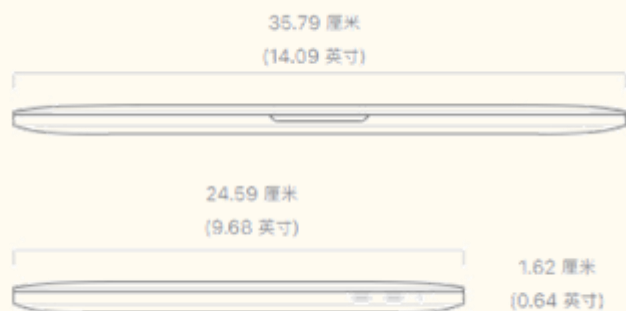 35.79 厘米
(14.09 英寸)
24.59 厘米
(9.68 英寸)
1.62 厘米
(0.64 英寸)